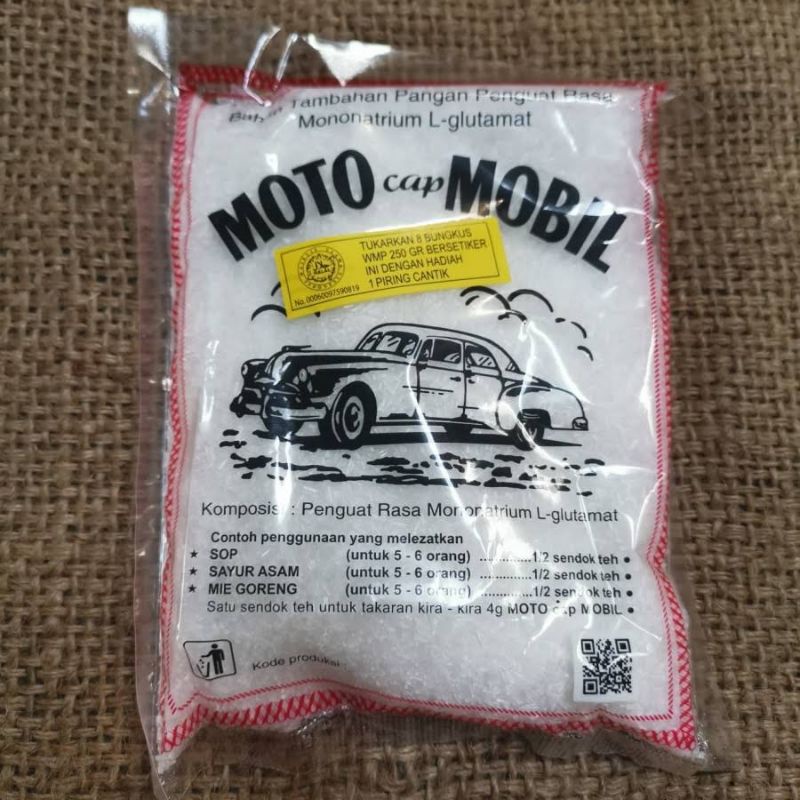 Bahan Tambahan Pangan Penguat Rasa
Mononatrium L-glutamat
MOTO cap MOBIL
TUKARKAN 8 BUNGKUS
WMP 250 GR BERSETIKER
INI DENGAN HADIAH
1 PIRING CANTIK
No. 00060097590819
Komposisi : Penguat Rasa Mononatrium L-glutamat
Contoh penggunaan yang melezatkan
★ SOP (untuk 5 - 6 orang) .............1/2 sendok teh ●
★ SAYUR ASAM (untuk 5 - 6 orang) .............1/2 sendok teh ●
★ MIE GORENG (untuk 5 - 6 orang) .............1/2 sendok teh ●
Satu sendok teh untuk takaran kira - kira 4g MOTO cap MOBIL ●
Kode produksi